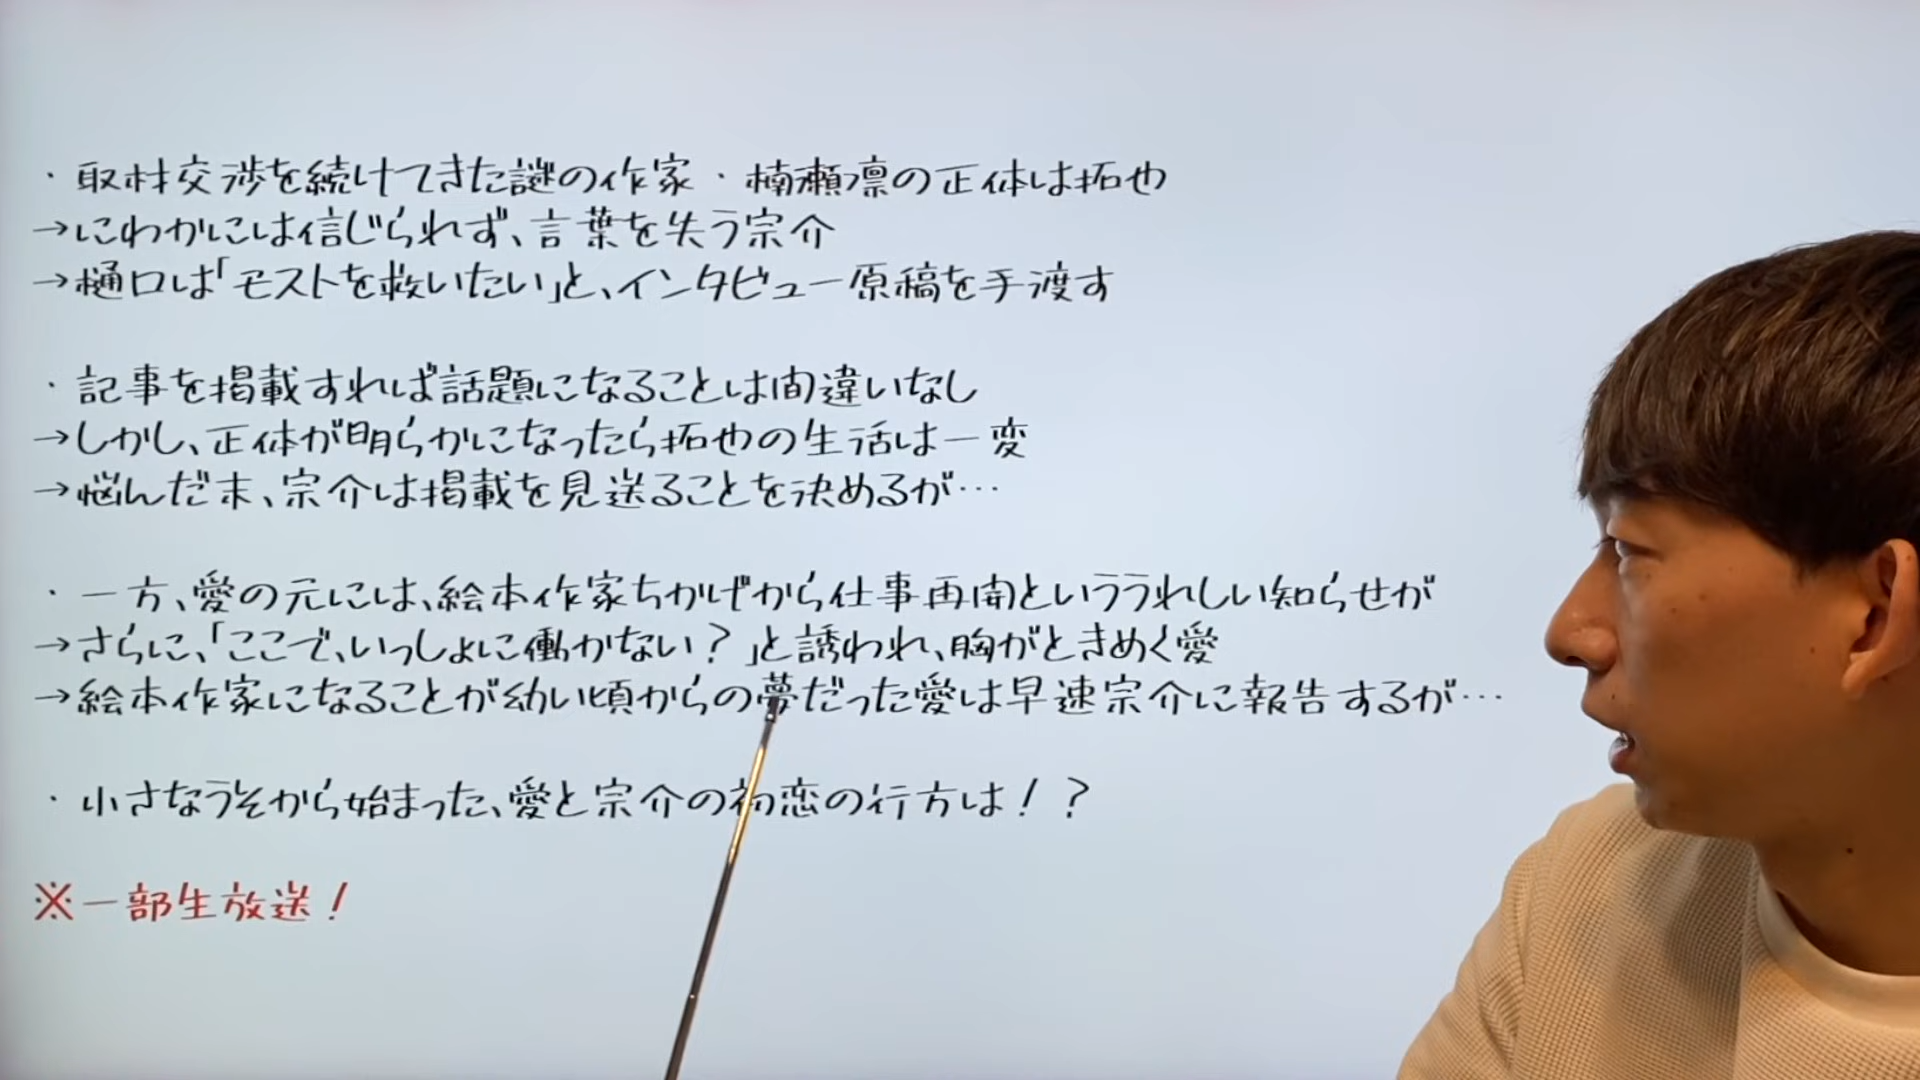 ・取材交渉を続けてきた謎の作家・楠瀬凛の正体は拓也
→にわかには信じられず、言葉を失う宗介
→樋口は「モストを救いたい」と、インタビュー原稿を手渡す
・記事を掲載すれば話題になることは間違いなし
→しかし、正体が明らかになったら拓也の生活は一変
→悩んだ末、宗介は掲載を見送ることを決めるが…
・一方、愛の元には、絵本作家ちかげから仕事再開といううれしい知らせが
→さらに、「ここで、いっしょに働かない？」と誘われ、胸がときめく愛
→絵本作家になることが幼い頃からの夢だった愛は早速宗介に報告するが…
・小さなうそから始まった、愛と宗介の初恋の行方は！？
※一部生放送！